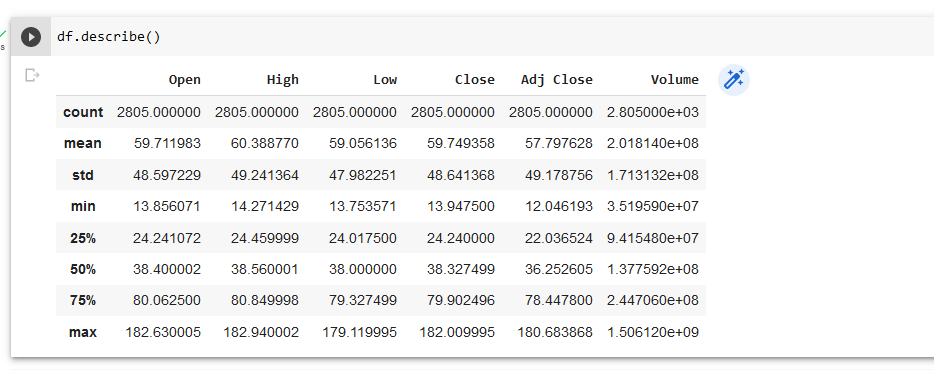 df.describe()
s
Open High Low Close Adj Close Volume
count 2805.000000 2805.000000 2805.000000 2805.000000 2805.000000 2.805000e+03
mean 59.711983 60.388770 59.056136 59.749358 57.797628 2.018140e+08
std 48.597229 49.241364 47.982251 48.641368 49.178756 1.713132e+08
min 13.856071 14.271429 13.753571 13.947500 12.046193 3.519590e+07
25% 24.241072 24.459999 24.017500 24.240000 22.036524 9.415480e+07
50% 38.400002 38.560001 38.000000 38.327499 36.252605 1.377592e+08
75% 80.062500 80.849998 79.327499 79.902496 78.447800 2.447060e+08
max 182.630005 182.940002 179.119995 182.009995 180.683868 1.506120e+09